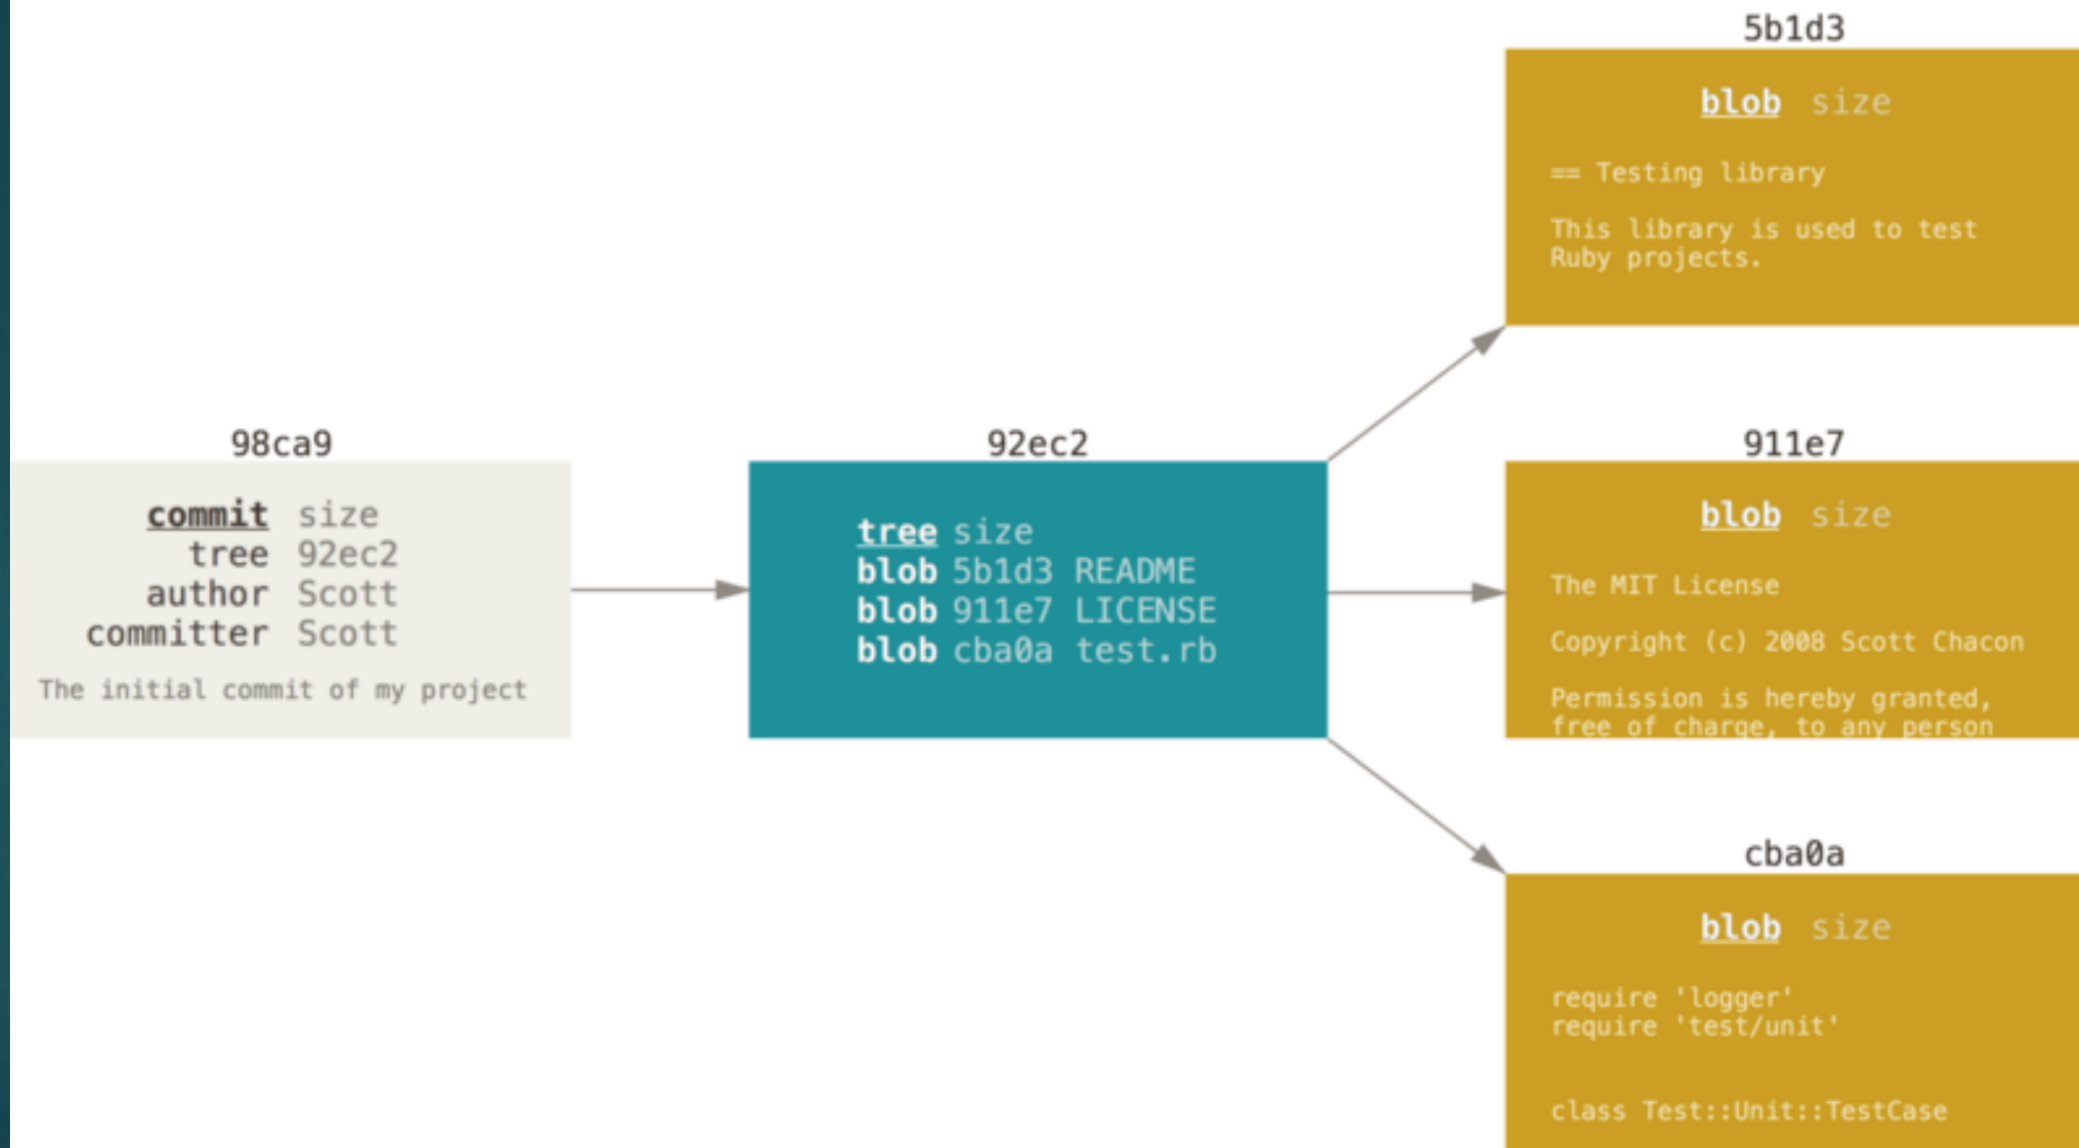 98ca9
commit size
tree 92ec2
author Scott
committer Scott
The initial commit of my project
92ec2
tree size
blob 5b1d3 README
blob 911e7 LICENSE
blob cba0a test.rb
5b1d3
blob size
== Testing library
This library is used to test
Ruby projects.
911e7
blob size
The MIT License
Copyright (c) 2008 Scott Chacon
Permission is hereby granted,
free of charge, to any person
cba0a
blob size
require 'logger'
require 'test/unit'
class Test::Unit::TestCase